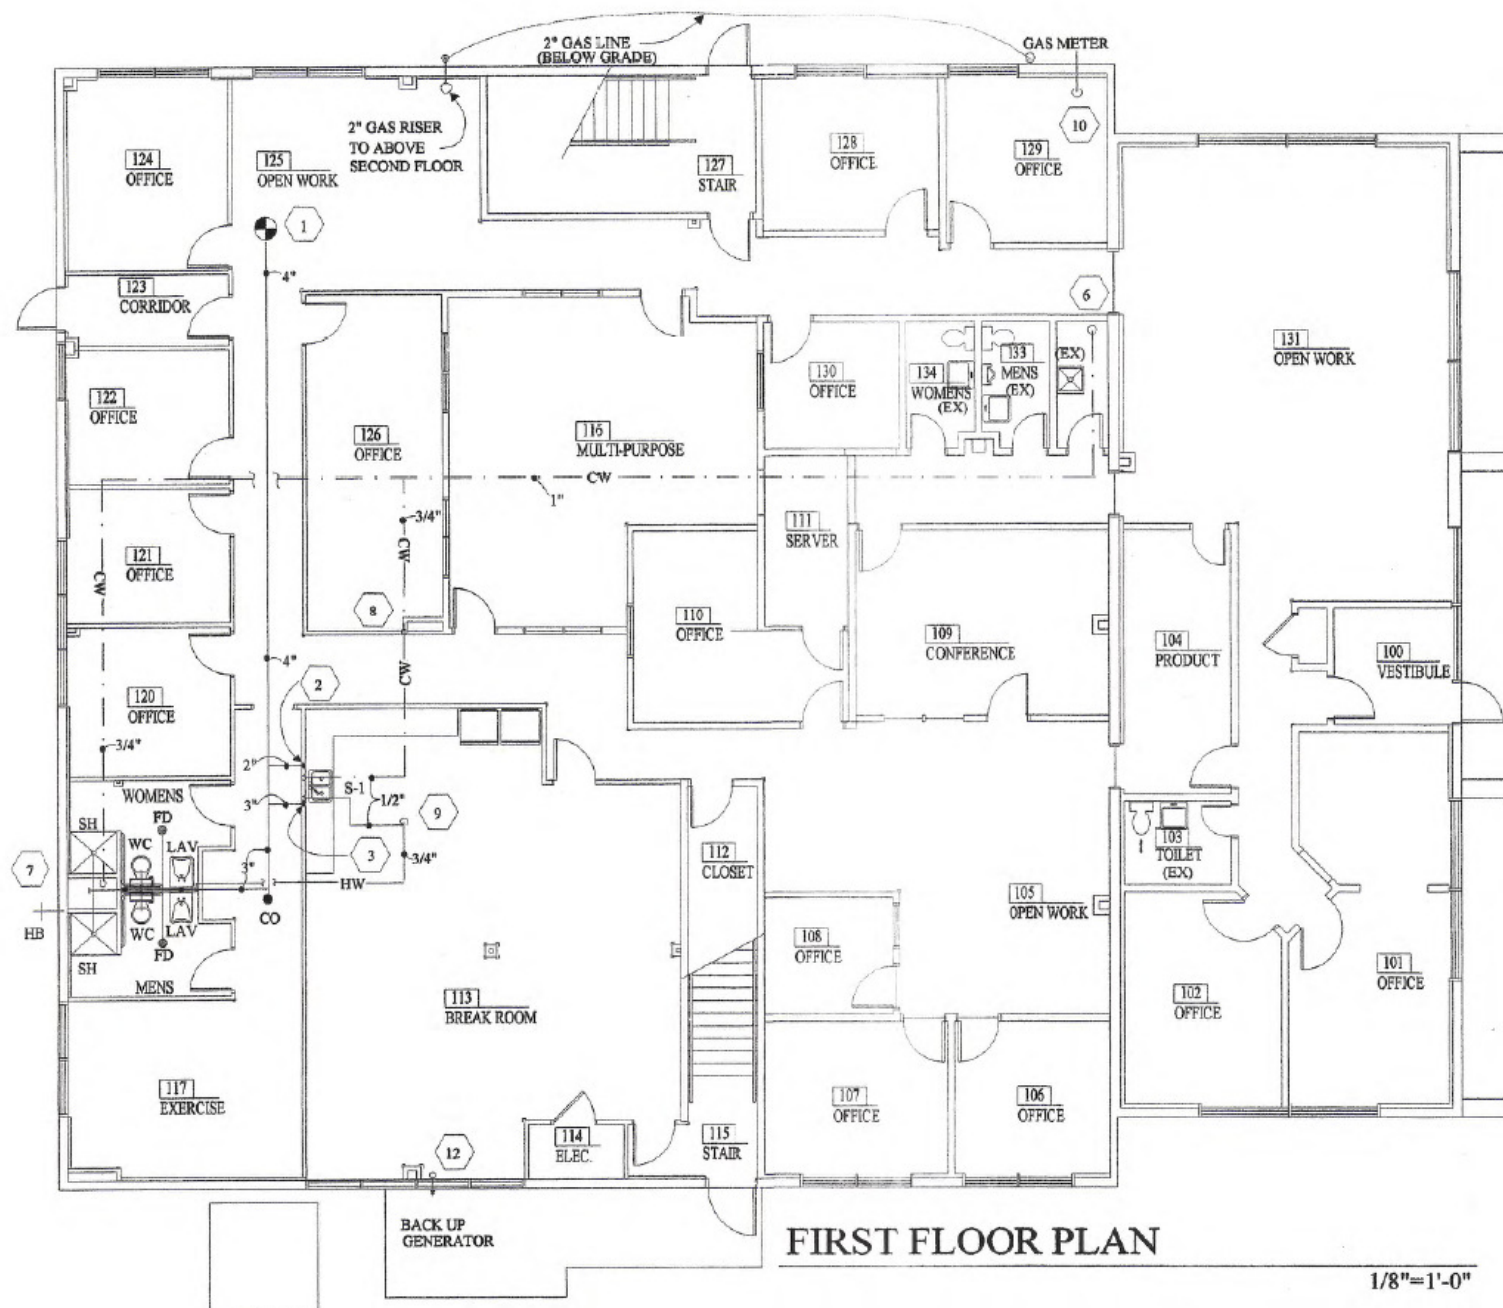 2" GAS LINE
(BELOW GRADE)
GAS METER
2" GAS RISER
TO ABOVE
SECOND FLOOR
10
124
OFFICE
125
OPEN WORK
127
STAIR
128
OFFICE
129
OFFICE
1
4"
123
CORRIDOR
6
131
OPEN WORK
122
OFFICE
126
OFFICE
116
MULTI-PURPOSE
130
OFFICE
134
WOMENS
(EX)
133
MENS
(EX)
(EX)
CW
1"
3/4"
CW
111
SERVER
121
OFFICE
CW
8
110
OFFICE
109
CONFERENCE
104
PRODUCT
100
VESTIBULE
4"
CW
2
120
OFFICE
3/4"
2"
S-1
1/2"
3"
9
WOMENS
FD
SH
WC
LAV
7
3"
3
3/4"
HW
112
CLOSET
103
TOILET
(EX)
HB
WC
LAV
FD
CO
SH
MENS
105
OPEN WORK
108
OFFICE
101
OFFICE
102
OFFICE
113
BREAK ROOM
117
EXERCISE
107
OFFICE
106
OFFICE
12
114
ELEC.
115
STAIR
BACK UP
GENERATOR
FIRST FLOOR PLAN
1/8"=1'-0"